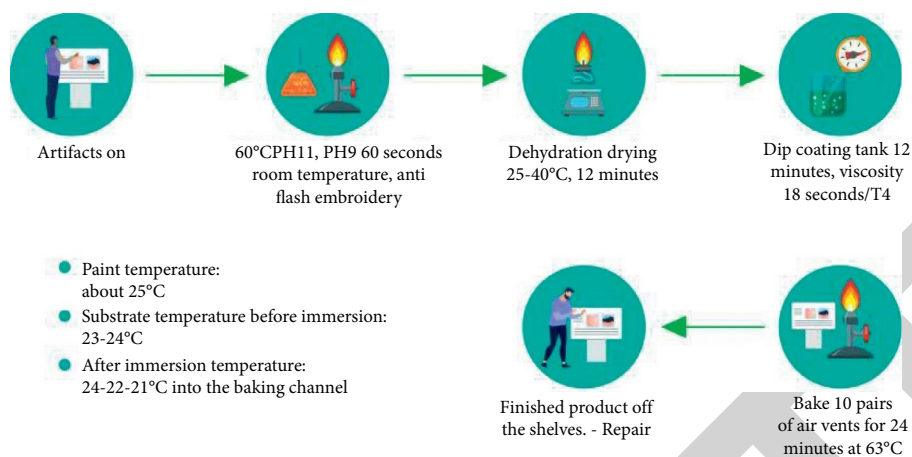 Artifacts on
60°CPH11, PH9 60 seconds
room temperature, anti
flash embroidery
Dehydration drying
25-40°C, 12 minutes
Dip coating tank 12
minutes, viscosity
18 seconds/T4
Paint temperature:
about 25°C
Substrate temperature before immersion:
23-24°C
After immersion temperature:
24-22-21°C into the baking channel
Finished product off
the shelves. - Repair
Bake 10 pairs
of air vents for 24
minutes at 63°C